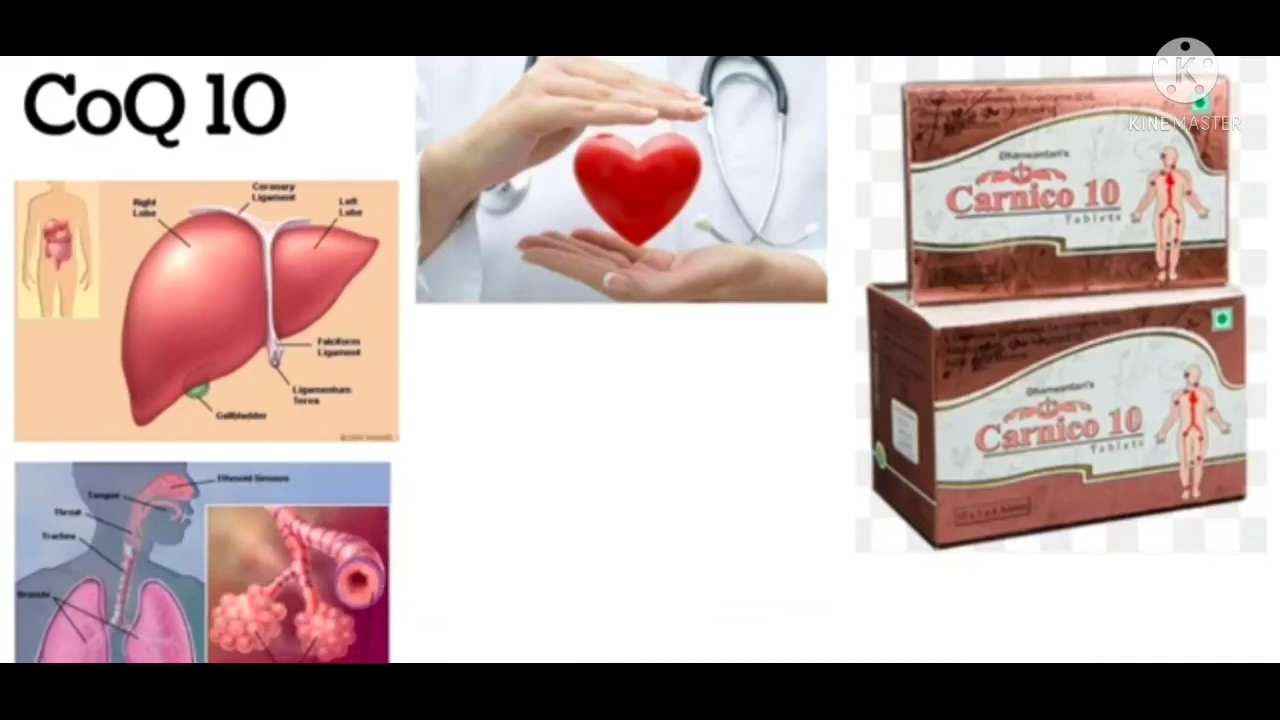 CoQ 10
Coronary
Ligament
Right
Lobe
Left
Lobe
Falciform
Ligament
Ligamentum
Teres
Gallbladder
Ethmoid Sinuses
Tongue
Throat
Trachea
Bronchi
KINEMASTER
Dhanwantari's
Carnico 10
Tablets
Dhanwantari's
Carnico 10
Tablets